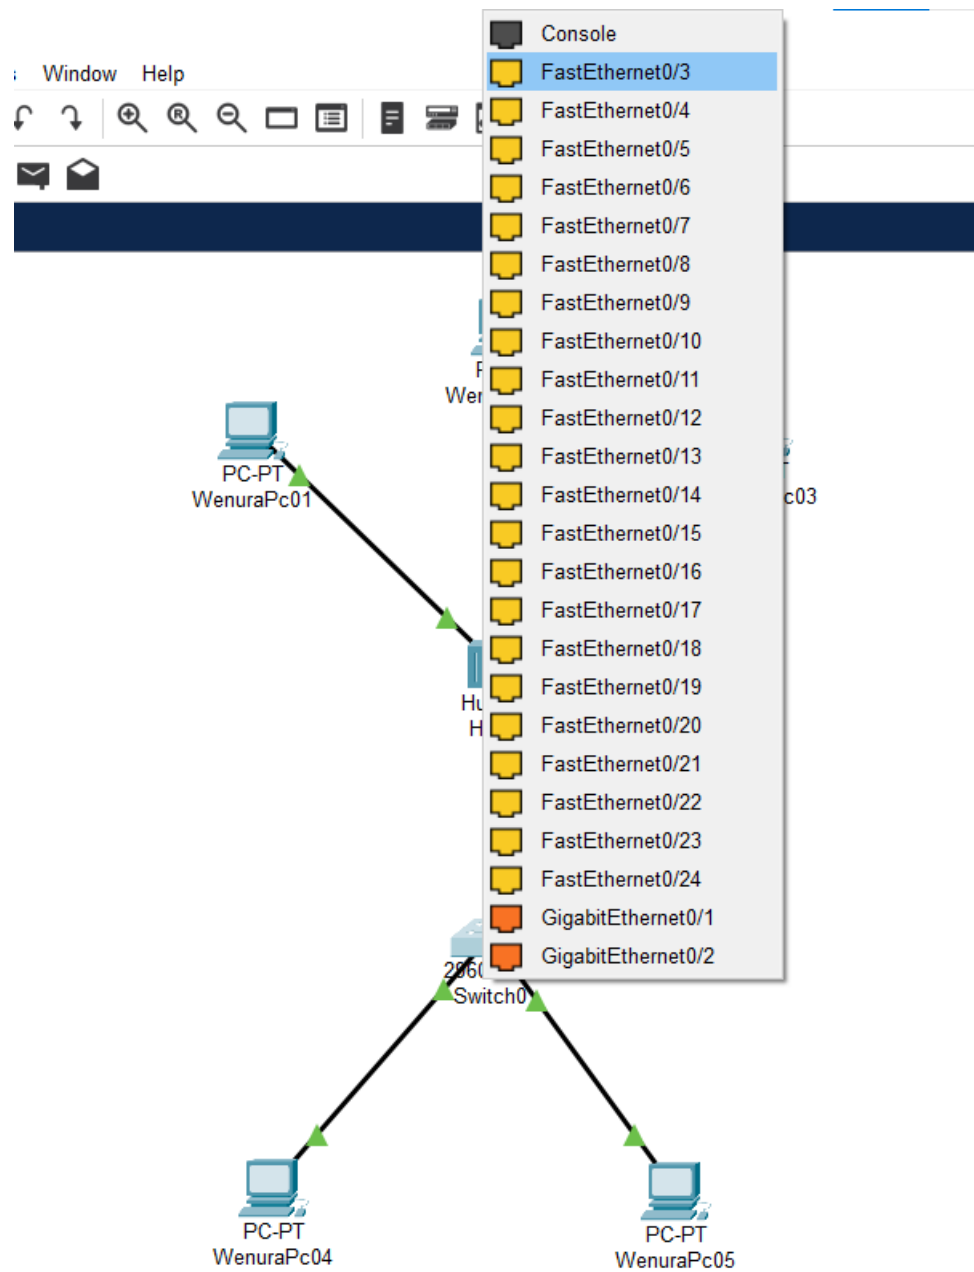 Window Help
Console
FastEthernet0/3
FastEthernet0/4
FastEthernet0/5
FastEthernet0/6
FastEthernet0/7
FastEthernet0/8
FastEthernet0/9
FastEthernet0/10
FastEthernet0/11
FastEthernet0/12
FastEthernet0/13
FastEthernet0/14
FastEthernet0/15
FastEthernet0/16
FastEthernet0/17
FastEthernet0/18
FastEthernet0/19
FastEthernet0/20
FastEthernet0/21
FastEthernet0/22
FastEthernet0/23
FastEthernet0/24
GigabitEthernet0/1
GigabitEthernet0/2
Wer
PC-PT
WenuraPc01
c03
Hu
H
2960
Switch0
PC-PT
WenuraPc04
PC-PT
WenuraPc05